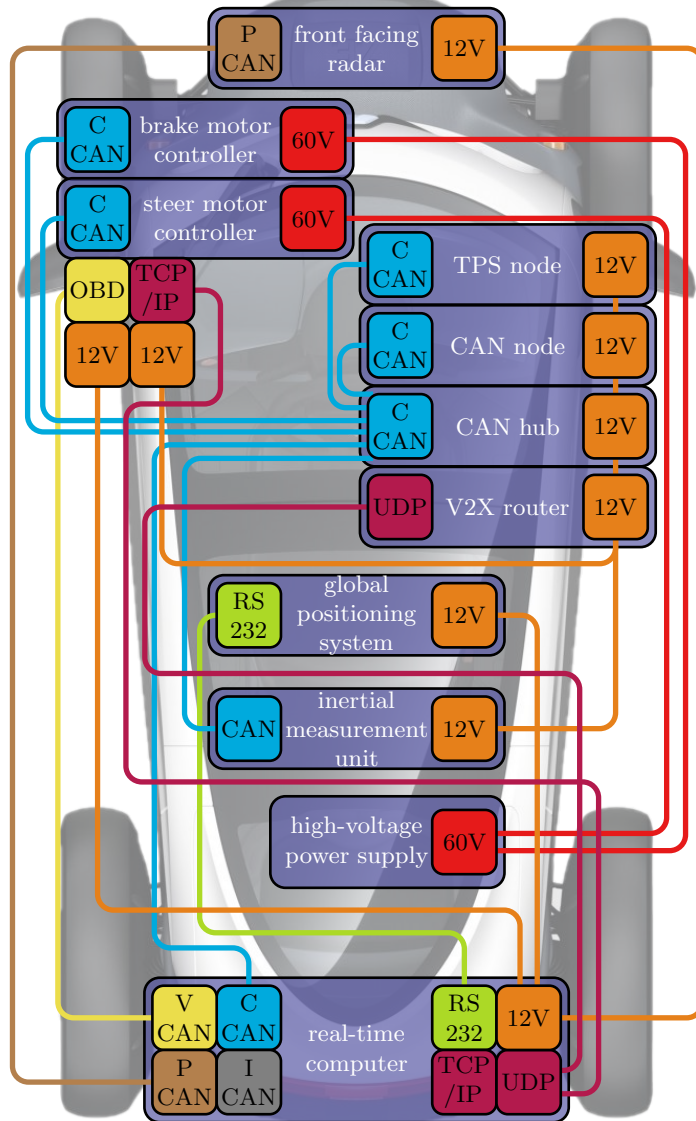 P
CAN
front facing
radar
12V
C
CAN
brake motor
controller
60V
C
CAN
steer motor
controller
60V
OBD
TCP
/IP
12V
12V
C
CAN
TPS node
12V
C
CAN
CAN node
12V
C
CAN
CAN hub
12V
UDP
V2X router
12V
RS
232
global
positioning
system
12V
CAN
inertial
measurement
unit
12V
high-voltage
power supply
60V
V
CAN
C
CAN
P
CAN
I
CAN
real-time
computer
RS
232
12V
TCP
/IP
UDP